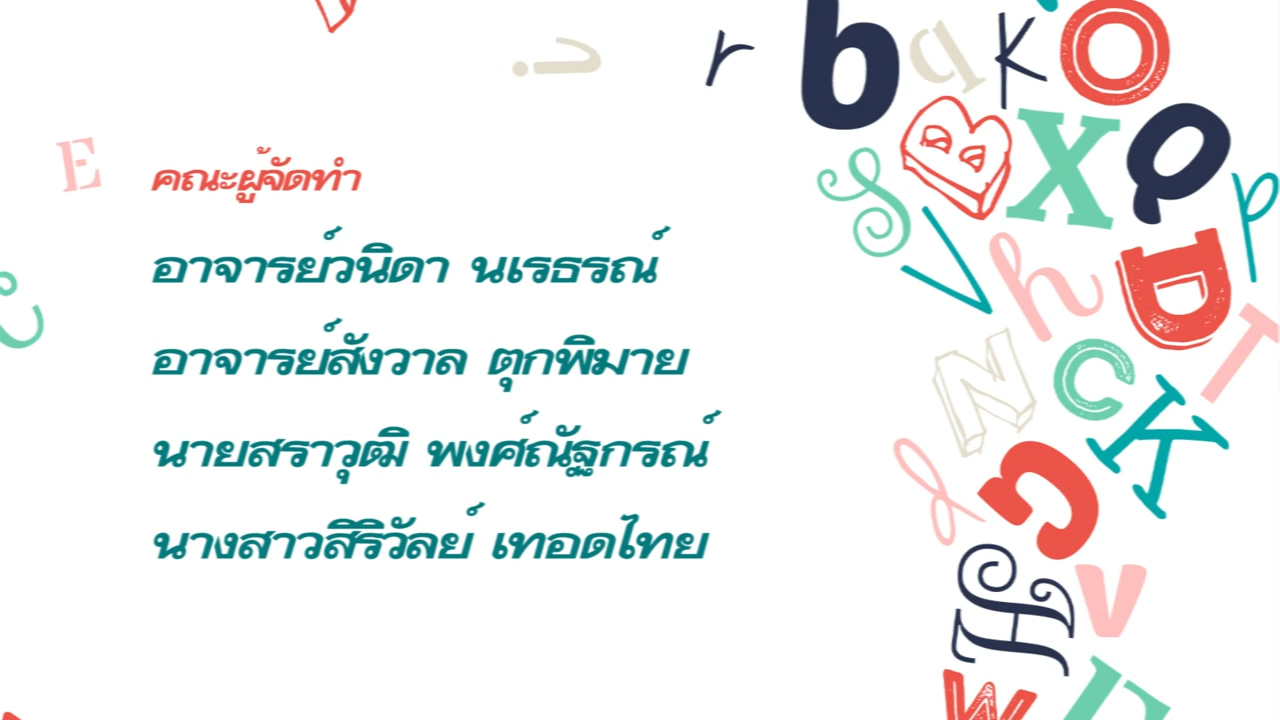 คณะผู้จัดทำ
อาจารย์วนิดา นเรธรณ์
อาจารย์สังวาล ตุกพิมาย
นายสราวุฒิ พงศ์ณัฐกรณ์
นางสาวสิริวัลย์ เทอดไทย